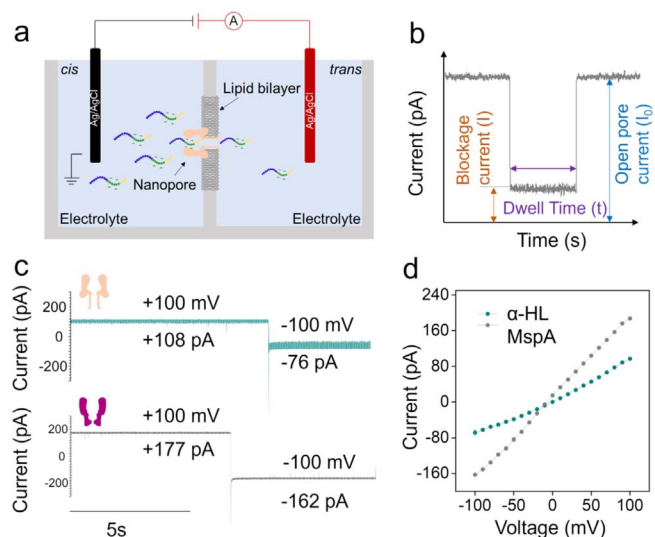 a
A
cis
trans
Ag/AgCl
Lipid bilayer
Ag/AgCl
Nanopore
Electrolyte
Electrolyte
b
Current (pA)
Blockage
current (I)
Open pore
current (I₀)
Dwell Time (t)
Time (s)
c
Current (pA)
200
0
-200
+100 mV
+108 pA
-100 mV
-76 pA
Current (pA)
200
0
-200
+100 mV
+177 pA
-100 mV
-162 pA
5s
d
Current (pA)
240
160
80
0
-80
-160
α-HL
MspA
-100 -50 0 50 100
Voltage (mV)